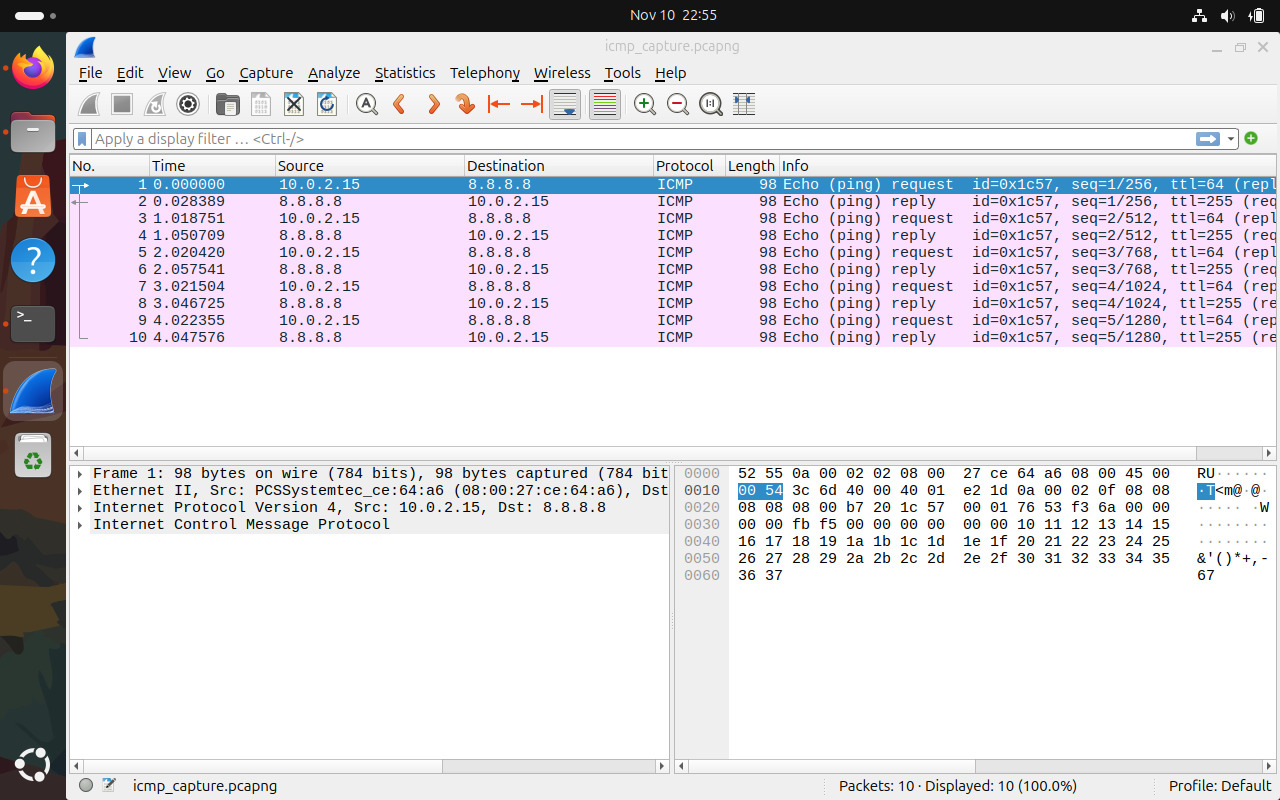 Nov 10 22:55
icmp_capture.pcapng
File Edit View Go Capture Analyze Statistics Telephony Wireless Tools Help
Apply a display filter … <Ctrl-/>
No. Time Source Destination Protocol Length Info
1 0.000000 10.0.2.15 8.8.8.8 ICMP 98 Echo (ping) request id=0x1c57, seq=1/256, ttl=64 (repl
2 0.028389 8.8.8.8 10.0.2.15 ICMP 98 Echo (ping) reply id=0x1c57, seq=1/256, ttl=255 (req
3 1.018751 10.0.2.15 8.8.8.8 ICMP 98 Echo (ping) request id=0x1c57, seq=2/512, ttl=64 (repl
4 1.050709 8.8.8.8 10.0.2.15 ICMP 98 Echo (ping) reply id=0x1c57, seq=2/512, ttl=255 (req
5 2.020420 10.0.2.15 8.8.8.8 ICMP 98 Echo (ping) request id=0x1c57, seq=3/768, ttl=64 (repl
6 2.057541 8.8.8.8 10.0.2.15 ICMP 98 Echo (ping) reply id=0x1c57, seq=3/768, ttl=255 (req
7 3.021504 10.0.2.15 8.8.8.8 ICMP 98 Echo (ping) request id=0x1c57, seq=4/1024, ttl=64 (rep
8 3.046725 8.8.8.8 10.0.2.15 ICMP 98 Echo (ping) reply id=0x1c57, seq=4/1024, ttl=255 (re
9 4.022355 10.0.2.15 8.8.8.8 ICMP 98 Echo (ping) request id=0x1c57, seq=5/1280, ttl=64 (rep
10 4.047576 8.8.8.8 10.0.2.15 ICMP 98 Echo (ping) reply id=0x1c57, seq=5/1280, ttl=255 (re
Frame 1: 98 bytes on wire (784 bits), 98 bytes captured (784 bit
Ethernet II, Src: PCSSystemtec_ce:64:a6 (08:00:27:ce:64:a6), Dst
Internet Protocol Version 4, Src: 10.0.2.15, Dst: 8.8.8.8
Internet Control Message Protocol
0000 52 55 0a 00 02 02 08 00 27 ce 64 a6 08 00 45 00 RU······
0010 00 54 3c 6d 40 00 40 01 e2 1d 0a 00 02 0f 08 08 ·T<m@·@·
0020 08 08 08 00 b7 20 1c 57 00 01 76 53 f3 6a 00 00 ····· ·W
0030 00 00 fb f5 00 00 00 00 00 00 10 11 12 13 14 15 ········
0040 16 17 18 19 1a 1b 1c 1d 1e 1f 20 21 22 23 24 25 ········
0050 26 27 28 29 2a 2b 2c 2d 2e 2f 30 31 32 33 34 35 &'()*+,-
0060 36 37 67
icmp_capture.pcapng
Packets: 10 · Displayed: 10 (100.0%)
Profile: Default